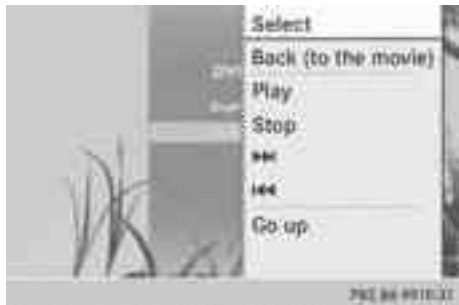 Select
Back (to the movie)
Play
Stop
⏭
⏮
Go up